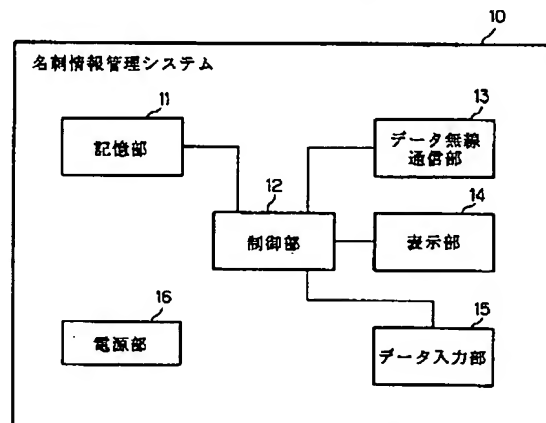 10
名刺情報管理システム
11
記憶部
13
データ無線
通信部
12
制御部
14
表示部
16
電源部
15
データ入力部